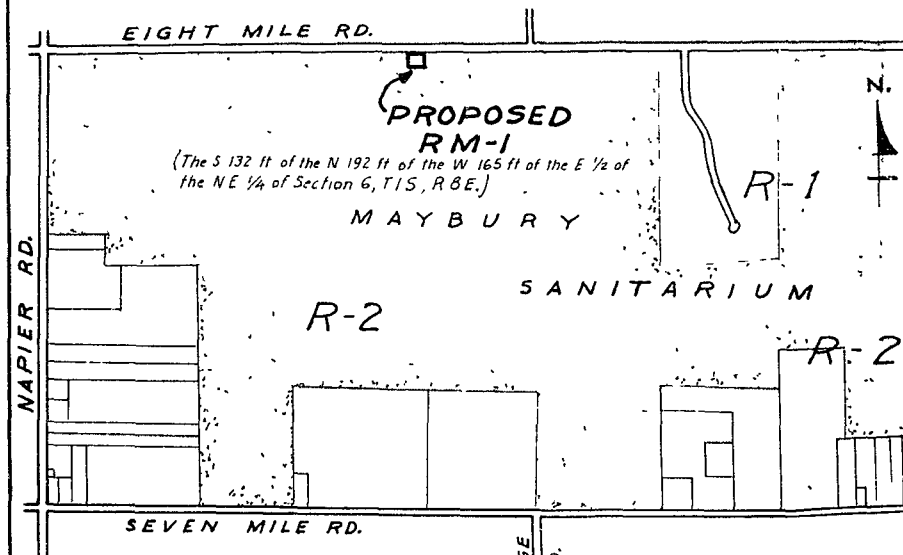 EIGHT MILE RD.
N.
PROPOSED
RM-1
(The S 132 ft of the N 192 ft of the W 165 ft of the E ½ of
the NE ¼ of Section 6, T1S, R8E.)
R-1
MAYBURY
SANITARIUM
NAPIER RD.
R-2
R-2
SEVEN MILE RD.